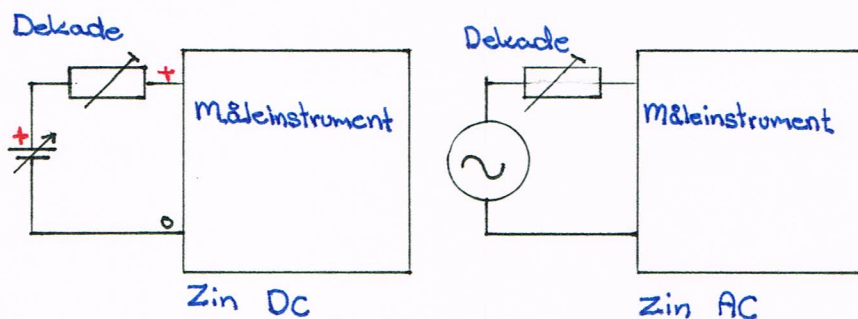 Dekade
+
+
Måleinstrument
o
Zin DC
Dekade
Måleinstrument
Zin AC